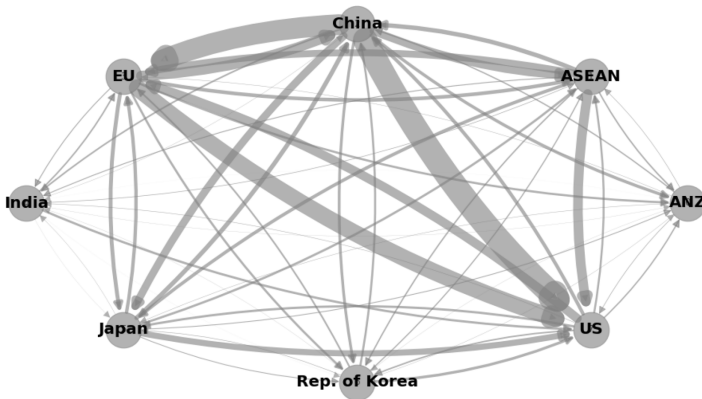 China
EU
ASEAN
India
ANZ
Japan
US
Rep. of Korea